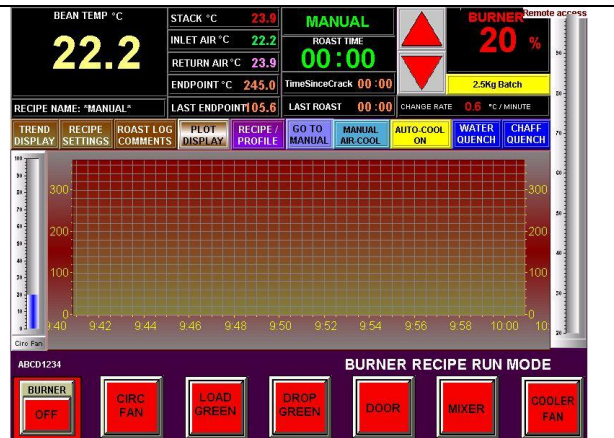 BEAN TEMP °C
22.2
STACK °C 23.9
INLET AIR °C 22.2
RETURN AIR °C 23.9
ENDPOINT °C 245.0
RECIPE NAME: "MANUAL"
LAST ENDPOINT 105.6
MANUAL
ROAST TIME
00:00
TimeSinceCrack 00:00
LAST ROAST 00:00
BURNER
20 %
Remote access
2.5Kg Batch
CHANGE RATE 0.6 °C / MINUTE
TREND DISPLAY
RECIPE SETTINGS
ROAST LOG COMMENTS
PLOT DISPLAY
RECIPE / PROFILE
GO TO MANUAL
MANUAL AIR-COOL
AUTO-COOL ON
WATER QUENCH
CHAFF QUENCH
300
200
100
0
300
200
100
0
9:40 9:42 9:44 9:46 9:48 9:50 9:52 9:54 9:56 9:58 10:00 10:
Circ Fan
ABCD1234
BURNER RECIPE RUN MODE
BURNER
OFF
CIRC FAN
LOAD GREEN
DROP GREEN
DOOR
MIXER
COOLER FAN